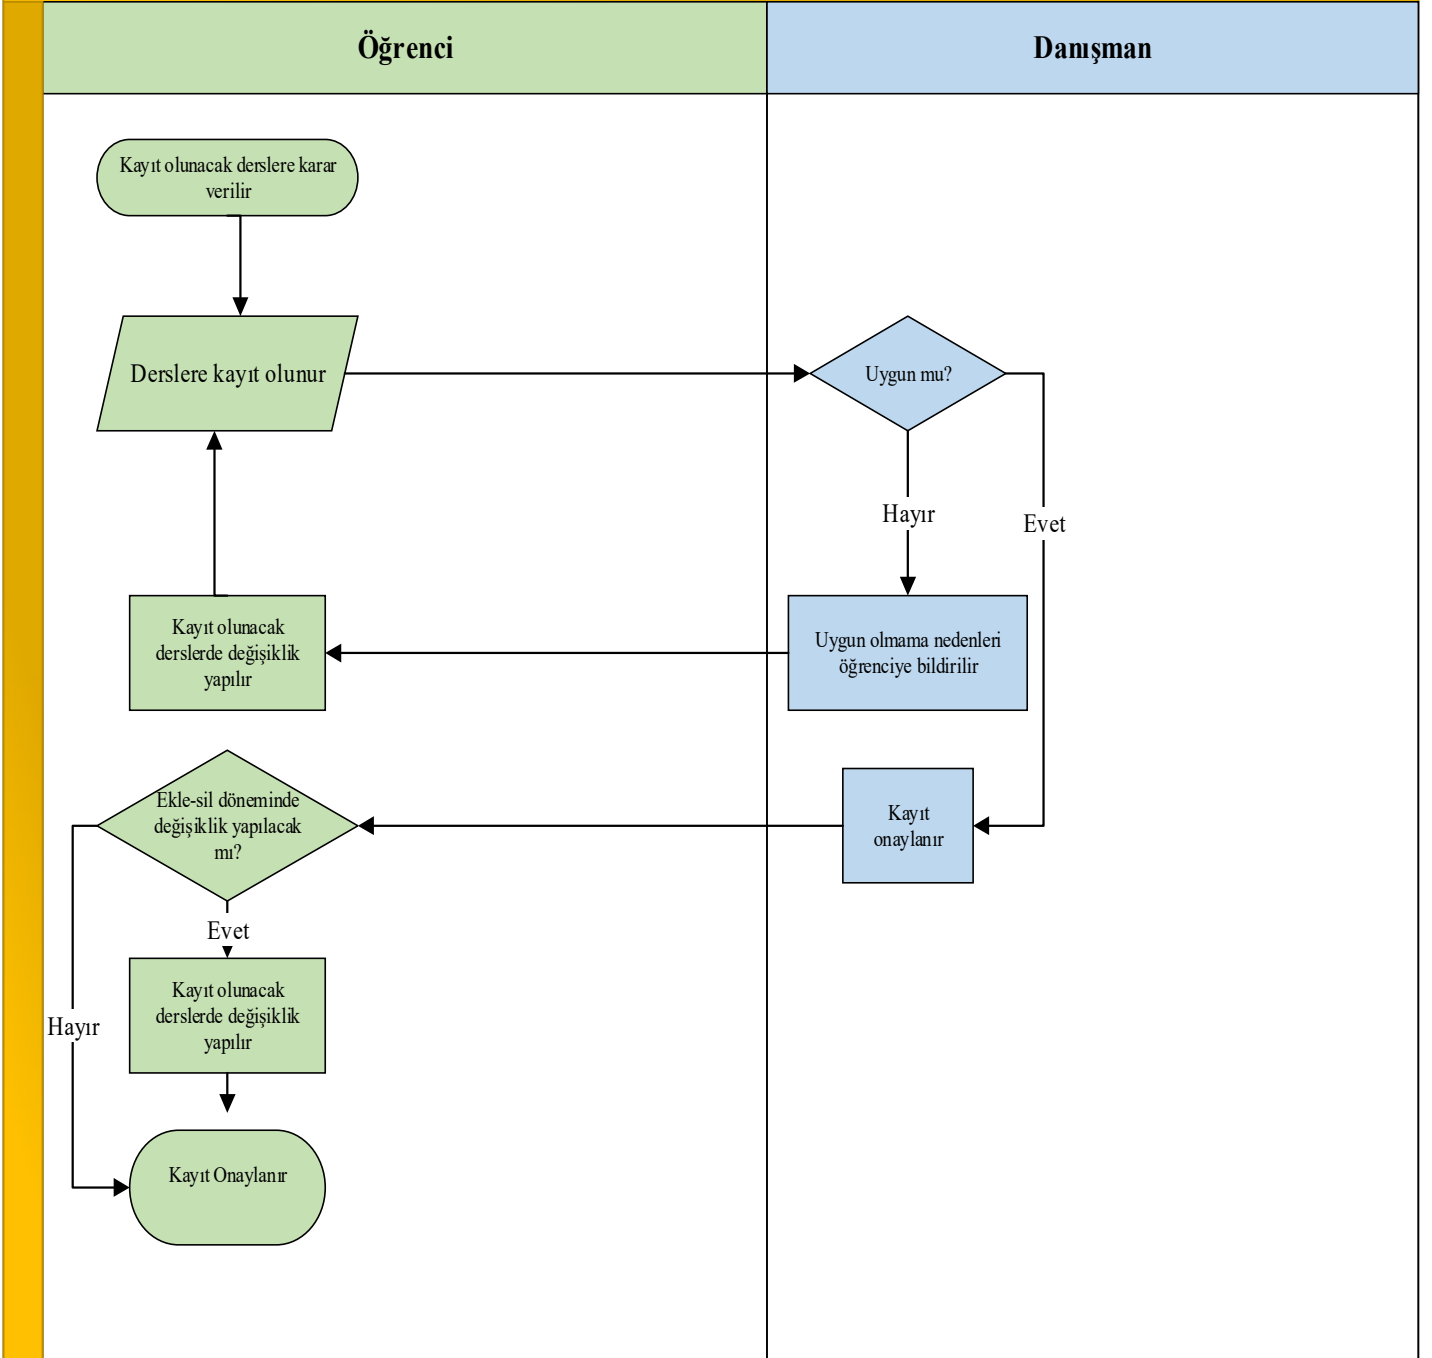 Öğrenci
Danışman
Kayıt olunacak derslere karar
verilir
Derslere kayıt olunur
Uygun mu?
Hayır
Evet
Kayıt olunacak
derslerde değişiklik
yapılır
Uygun olmama nedenleri
öğrenciye bildirilir
Ekle-sil döneminde
değişiklik yapılacak
mı?
Kayıt
onaylanır
Evet
Kayıt olunacak
derslerde değişiklik
yapılır
Hayır
Kayıt Onaylanır